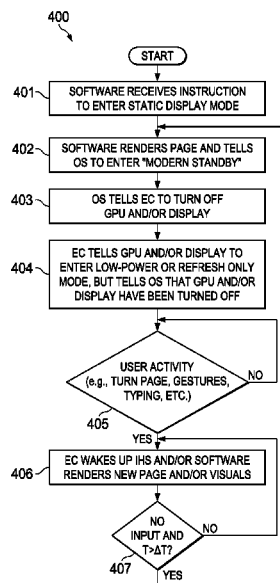 400
START
401
SOFTWARE RECEIVES INSTRUCTION
TO ENTER STATIC DISPLAY MODE
402
SOFTWARE RENDERS PAGE AND TELLS
OS TO ENTER "MODERN STANDBY"
403
OS TELLS EC TO TURN OFF
GPU AND/OR DISPLAY
404
EC TELLS GPU AND/OR DISPLAY TO
ENTER LOW-POWER OR REFRESH ONLY
MODE, BUT TELLS OS THAT GPU AND/OR
DISPLAY HAVE BEEN TURNED OFF
USER ACTIVITY
(e.g., TURN PAGE, GESTURES,
TYPING, ETC.)
NO
405
YES
406
EC WAKES UP IHS AND/OR SOFTWARE
RENDERS NEW PAGE AND/OR VISUALS
NO
INPUT AND
T>ΔT?
NO
407
YES